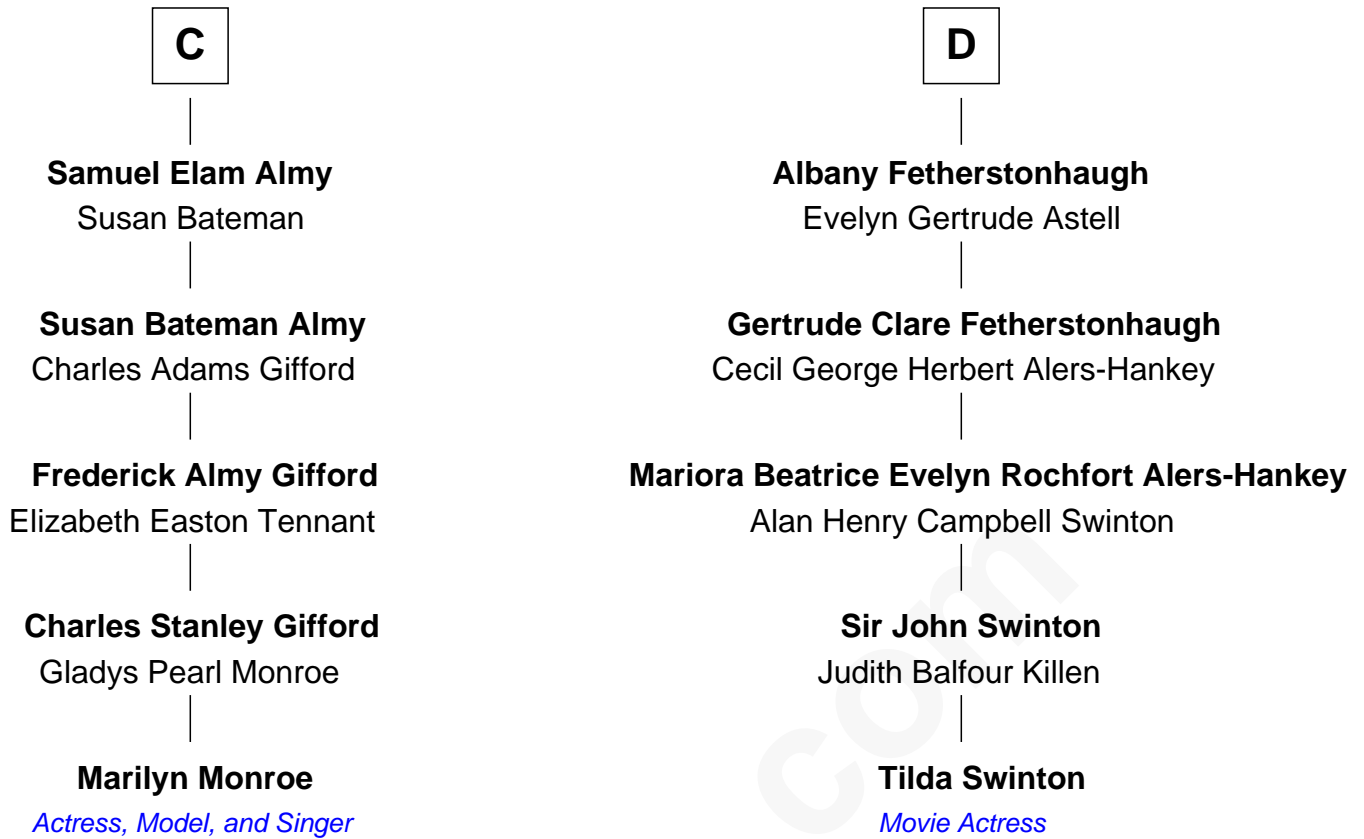 C
Samuel Elam Almy
Susan Bateman
Susan Bateman Almy
Charles Adams Gifford
Frederick Almy Gifford
Elizabeth Easton Tennant
Charles Stanley Gifford
Gladys Pearl Monroe
Marilyn Monroe
Actress, Model, and Singer
D
Albany Fetherstonhaugh
Evelyn Gertrude Astell
Gertrude Clare Fetherstonhaugh
Cecil George Herbert Alers-Hankey
Mariora Beatrice Evelyn Rochfort Alers-Hankey
Alan Henry Campbell Swinton
Sir John Swinton
Judith Balfour Killen
Tilda Swinton
Movie Actress
com